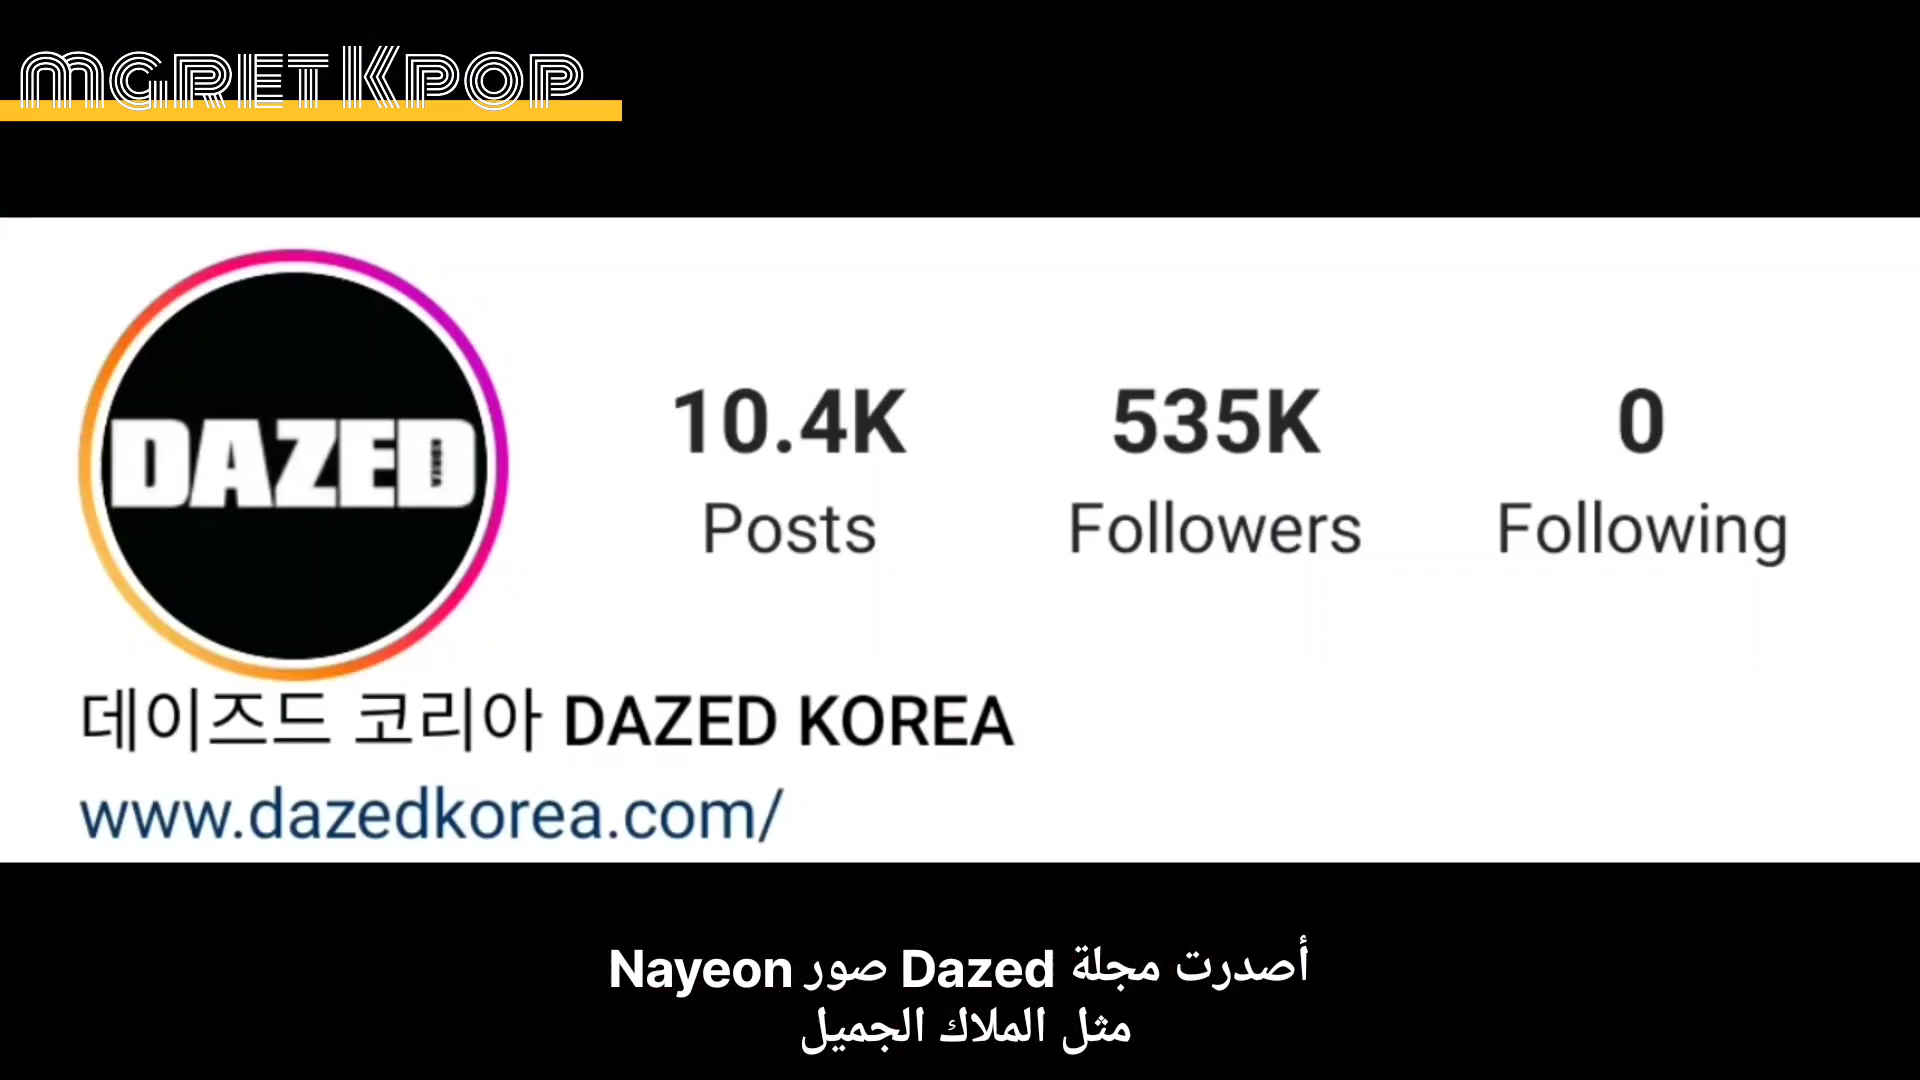 mGRET KPOP
DAZED
KOREA
10.4K 535K 0
Posts Followers Following
데이즈드 코리아 DAZED KOREA
www.dazedkorea.com/
أصدرت مجلة Dazed صور Nayeon
مثل الملاك الجميل